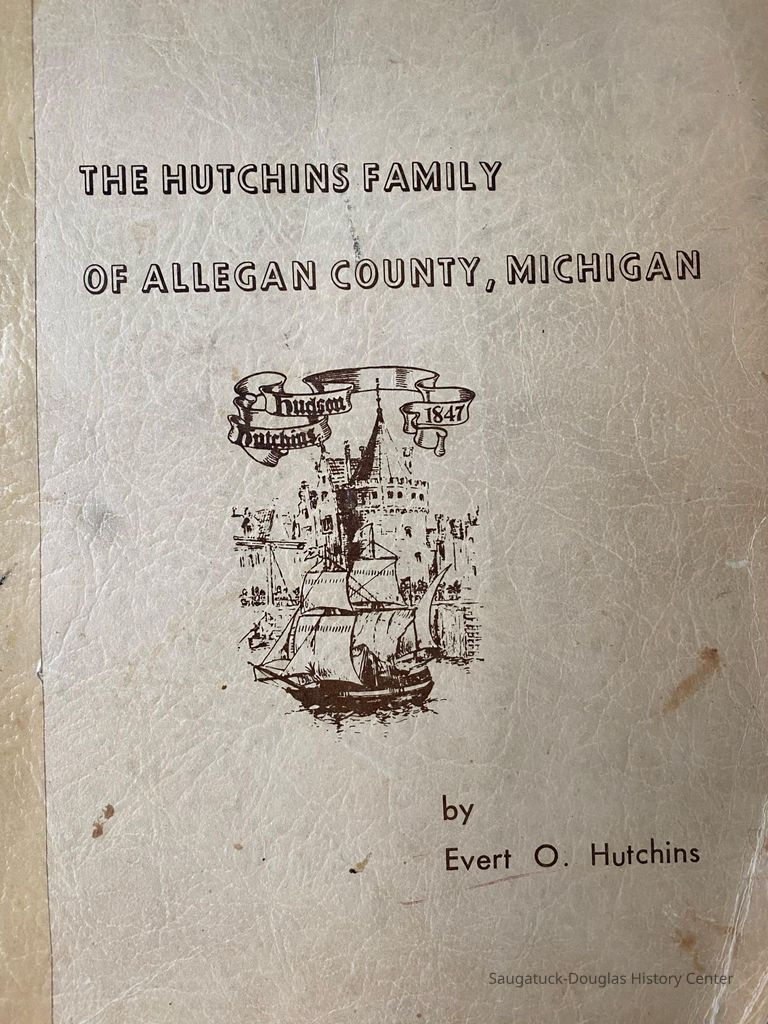 THE HUTCHINS FAMILY
OF ALLEGAN COUNTY, MICHIGAN
Hudson
Hutchins
1847
by
Evert O. Hutchins
Saugatuck-Douglas History Center